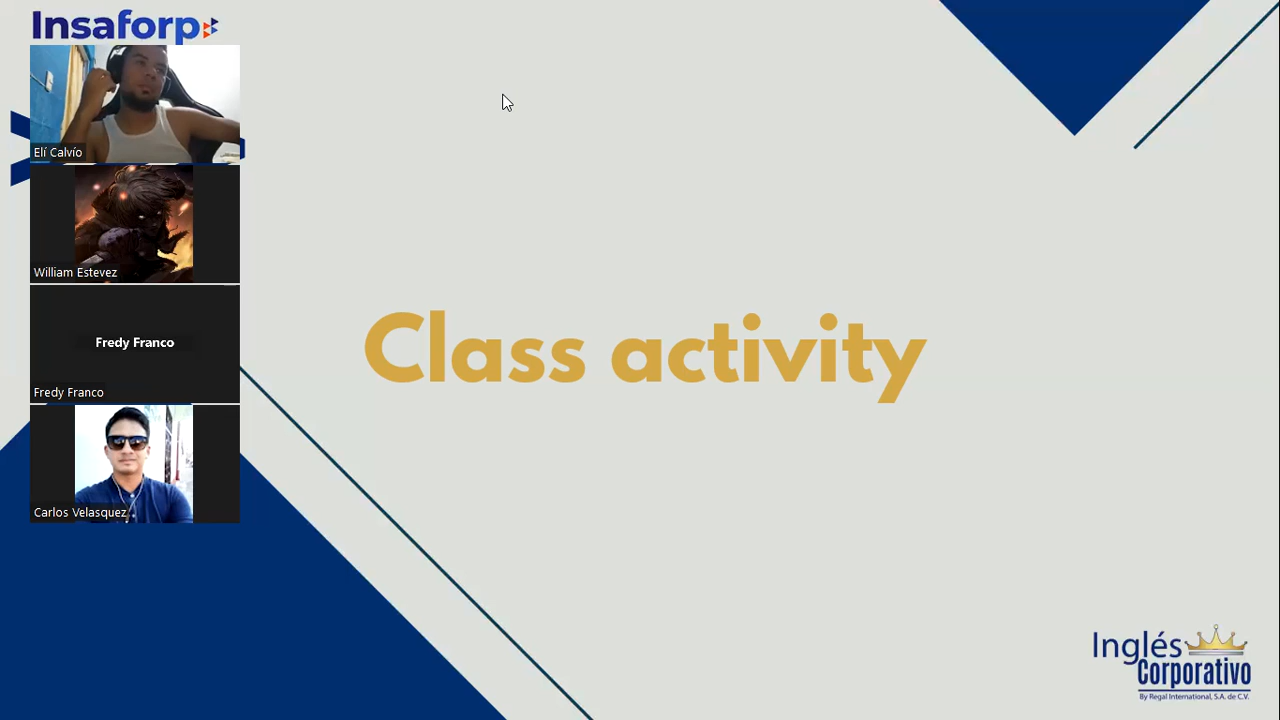 Insaforp
Elí Calvío
William Estevez
Fredy Franco
Fredy Franco
Carlos Velasquez
Class activity
Inglés
Corporativo
By Regal International, S.A. de C.V.